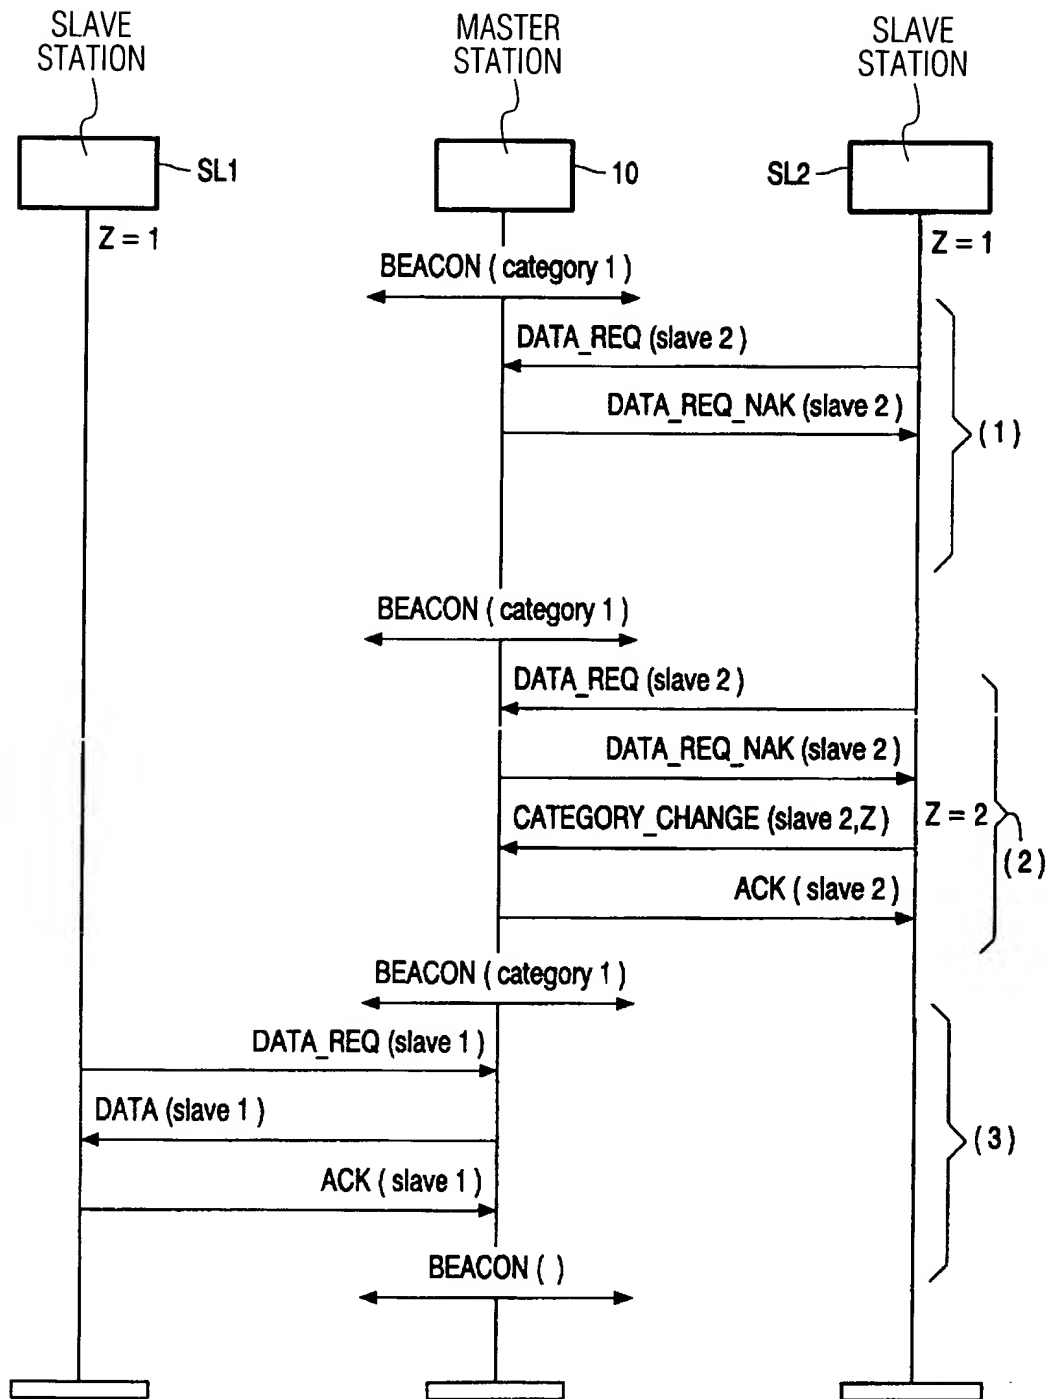 SLAVE
STATION
MASTER
STATION
SLAVE
STATION
SL1
10
SL2
Z = 1
Z = 1
BEACON ( category 1 )
DATA_REQ (slave 2 )
DATA_REQ_NAK (slave 2 )
( 1 )
BEACON ( category 1 )
DATA_REQ (slave 2 )
DATA_REQ_NAK (slave 2 )
CATEGORY_CHANGE (slave 2,Z )
Z = 2
( 2 )
ACK ( slave 2 )
BEACON ( category 1 )
DATA_REQ (slave 1 )
DATA (slave 1 )
( 3 )
ACK ( slave 1 )
BEACON ( )